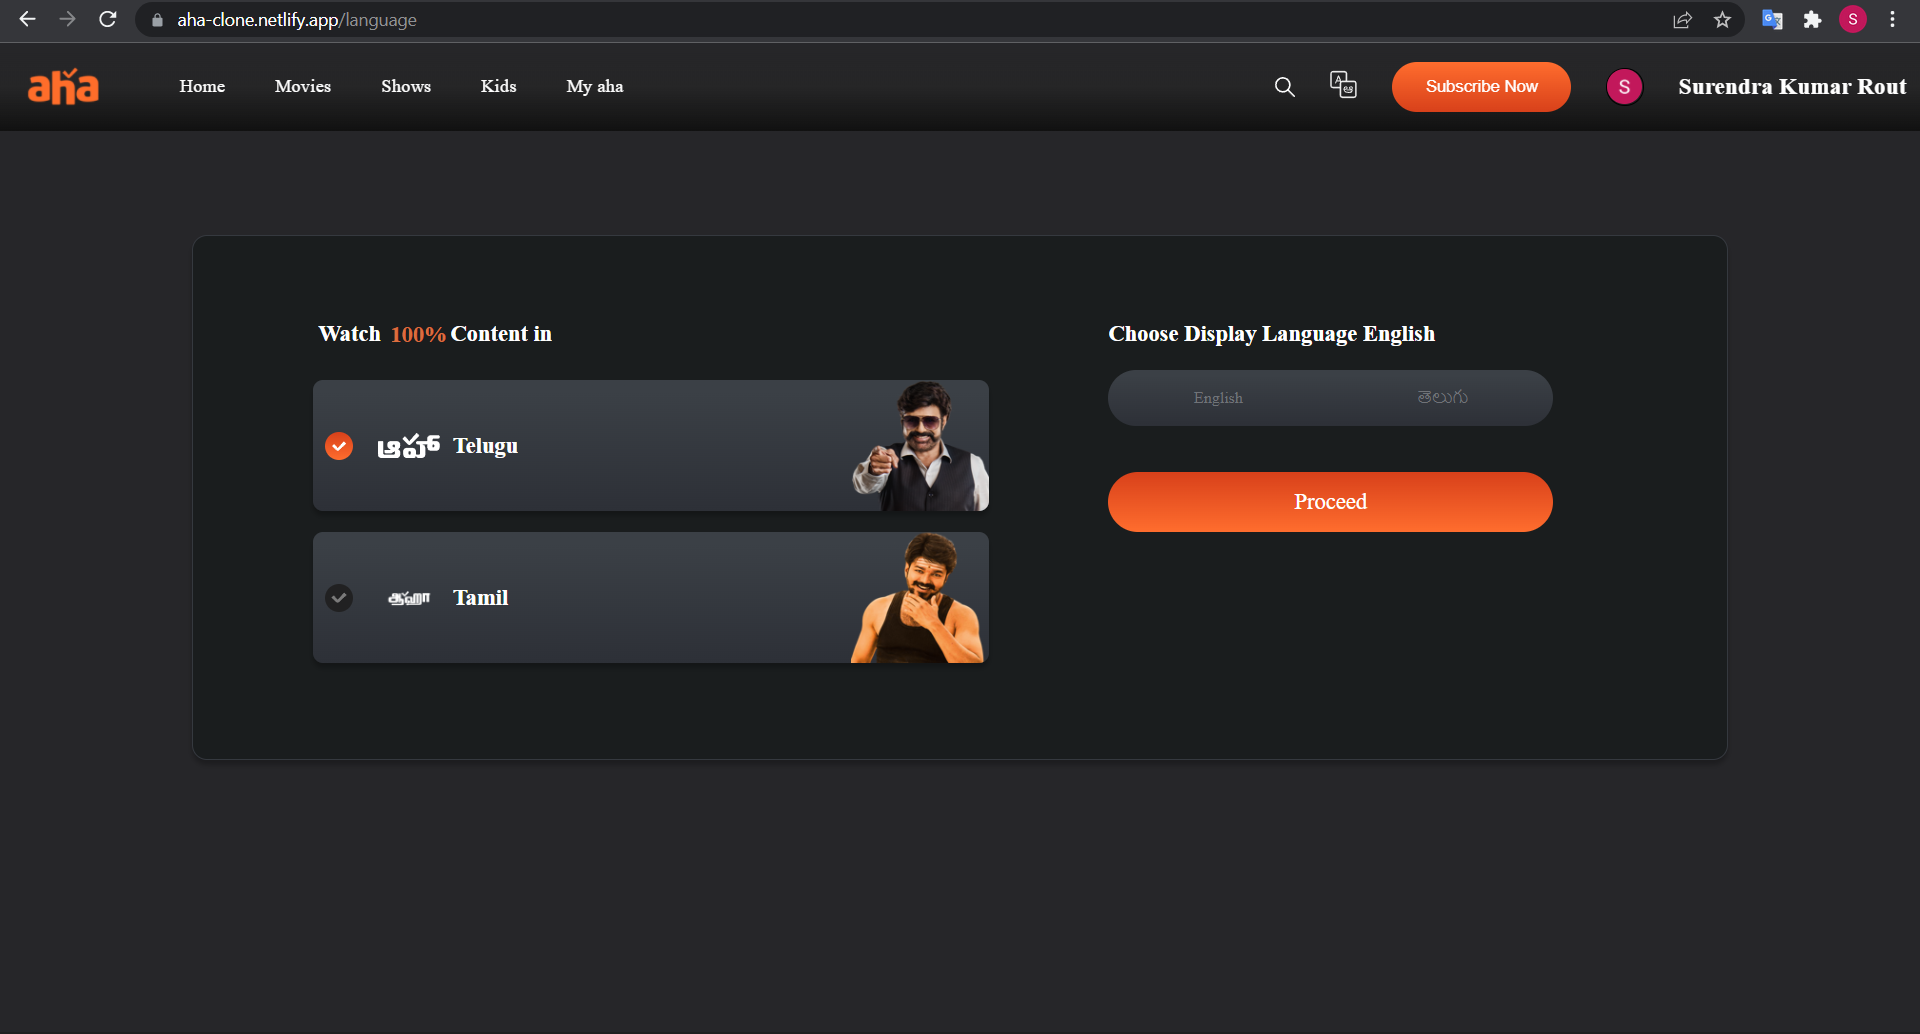 aha-clone.netlify.app/language
S
aha
Home
Movies
Shows
Kids
My aha
Subscribe Now
S
Surendra Kumar Rout
Watch 100% Content in
ఆహా Telugu
ஆஹா Tamil
Choose Display Language English
English
తెలుగు
Proceed